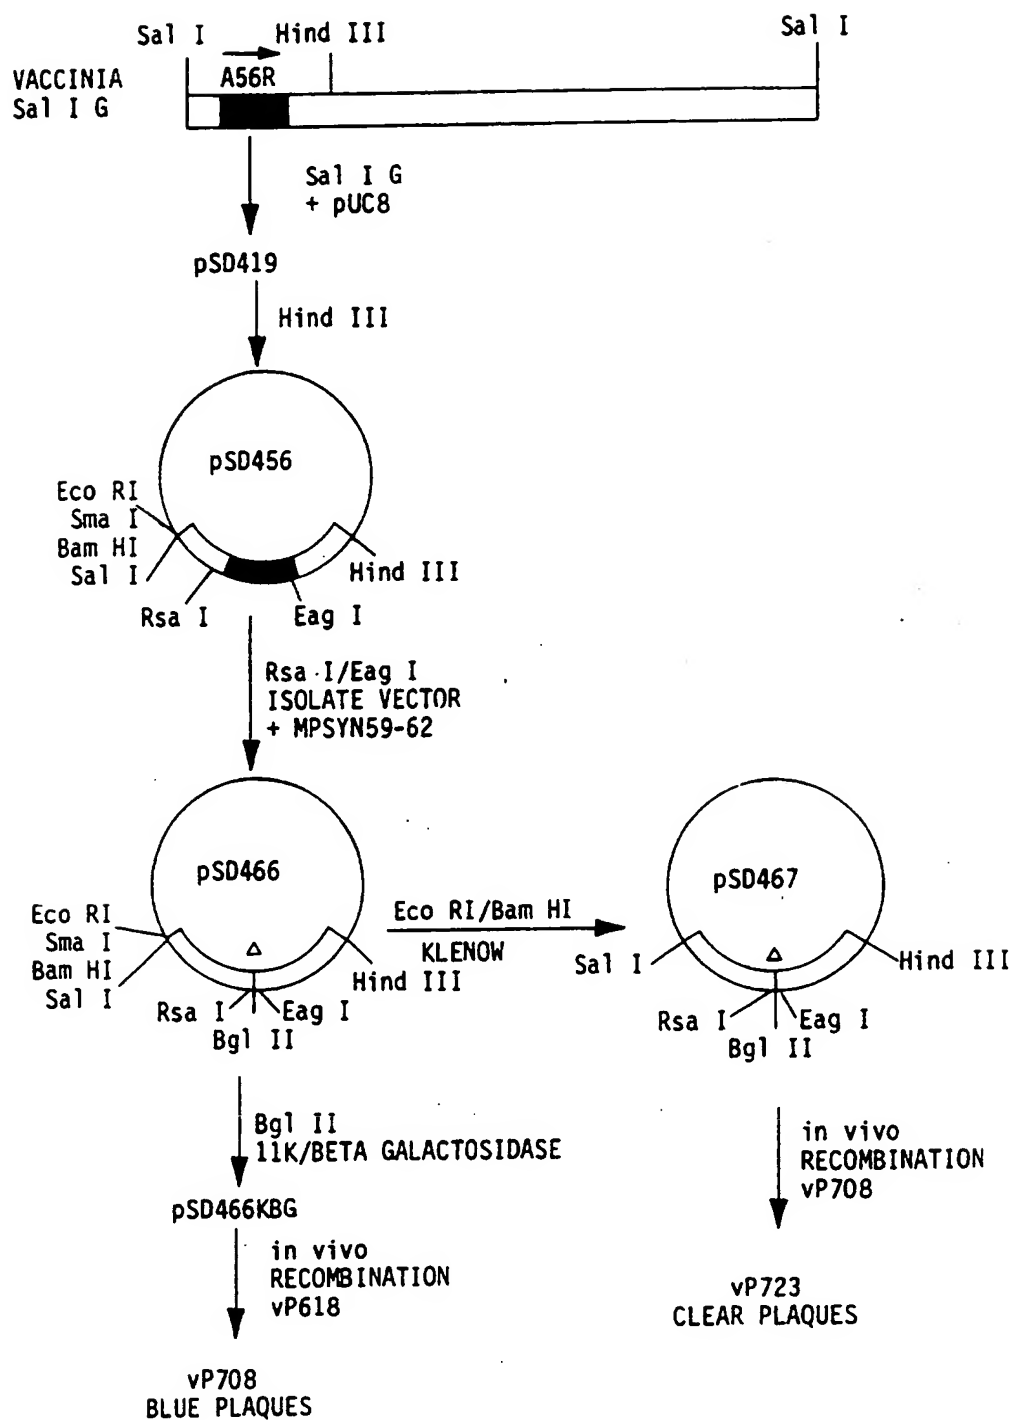 Sal I
Hind III
Sal I
A56R
VACCINIA
Sal I G
Sal I G
+ pUC8
pSD419
Hind III
pSD456
Eco RI
Sma I
Bam HI
Sal I
Hind III
Rsa I
Eag I
Rsa I/Eag I
ISOLATE VECTOR
+ MPSYN59-62
pSD466
Eco RI
Sma I
Bam HI
Sal I
Δ
Hind III
Rsa I
Eag I
Bgl II
Eco RI/Bam HI
KLENOW
pSD467
Sal I
Δ
Hind III
Rsa I
Eag I
Bgl II
Bgl II
11K/BETA GALACTOSIDASE
pSD466KBG
in vivo
RECOMBINATION
vP618
vP708
BLUE PLAQUES
in vivo
RECOMBINATION
vP708
vP723
CLEAR PLAQUES